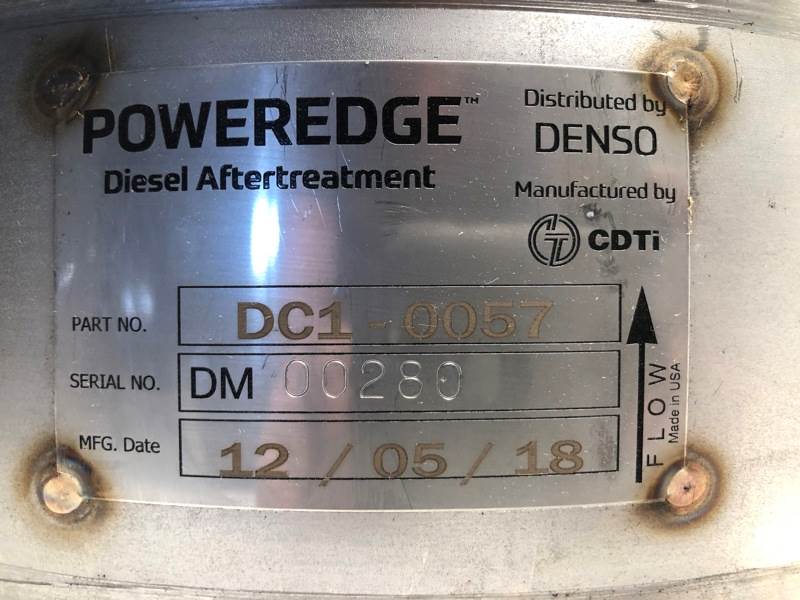 POWEREDGE™
Diesel Aftertreatment
Distributed by
DENSO
Manufactured by
CDTi
PART NO. DC1-0057
SERIAL NO. DM 00280
MFG. Date 12 / 05 / 18
FLOW
Made in USA